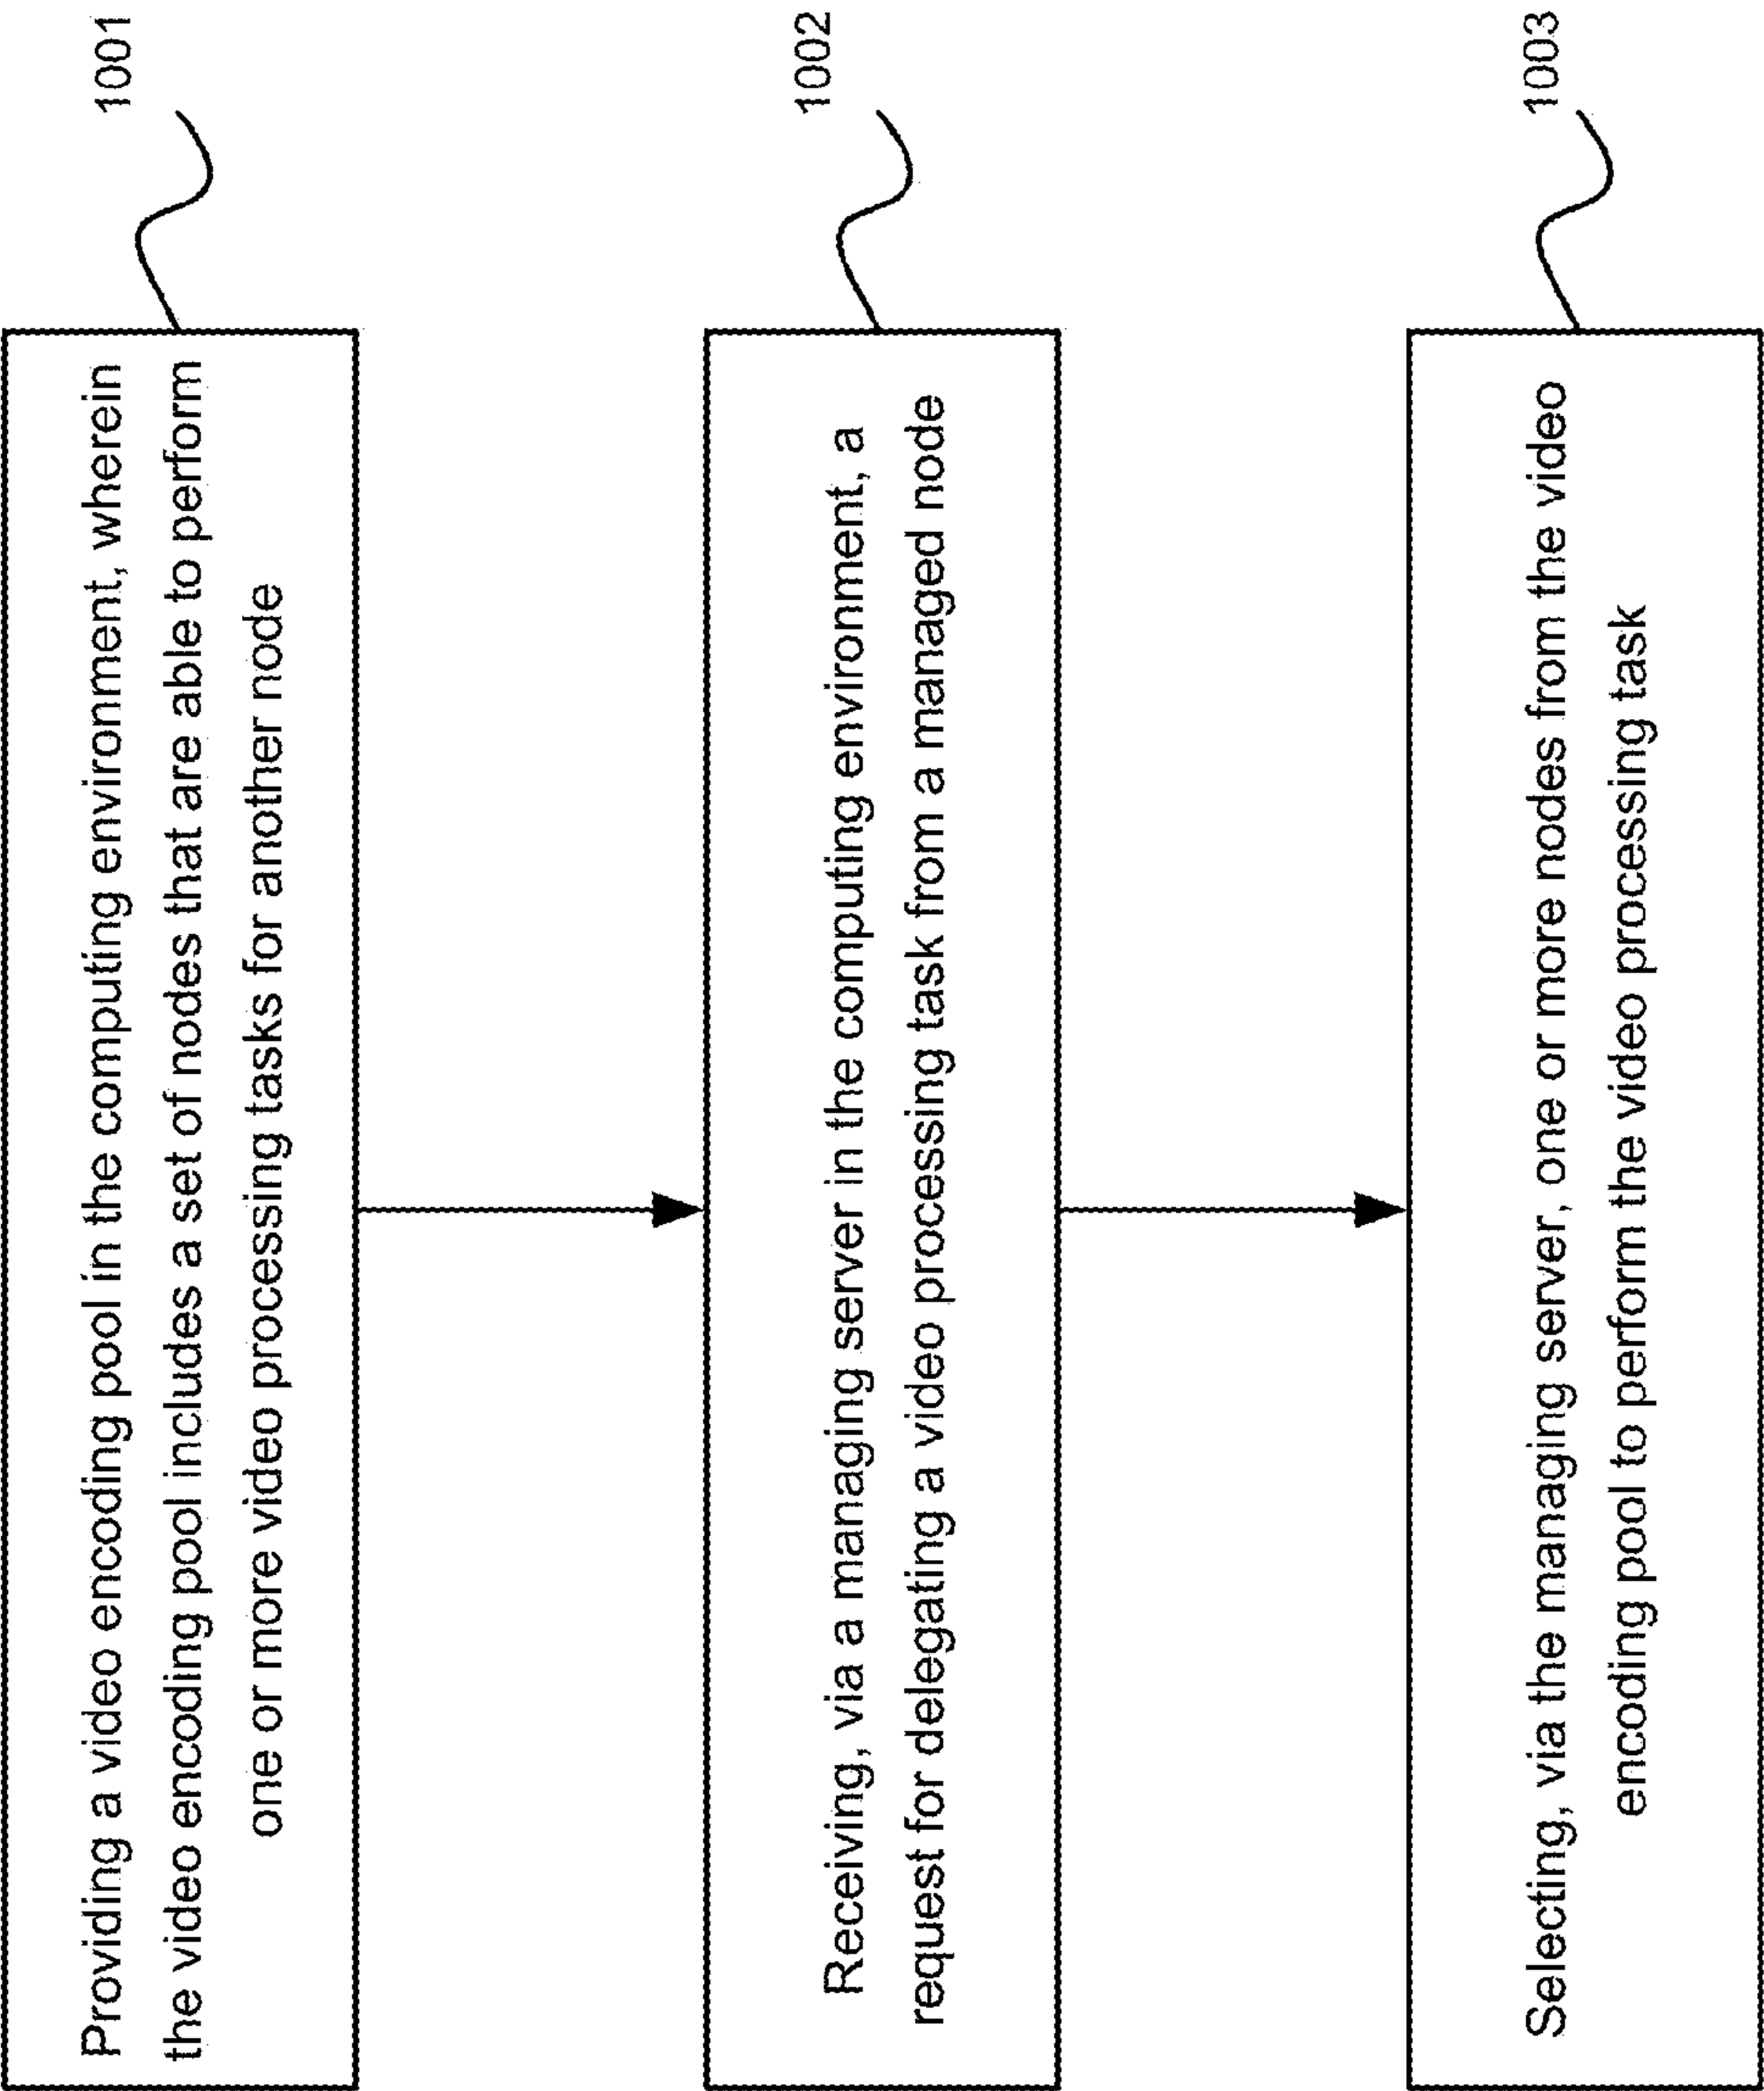 Providing a video encoding pool in the computing environment, wherein
the video encoding pool includes a set of nodes that are able to perform
one or more video processing tasks for another node
1001
Receiving, via a managing server in the computing environment, a
request for delegating a video processing task from a managed node
1002
Selecting, via the managing server, one or more nodes from the video
encoding pool to perform the video processing task
1003